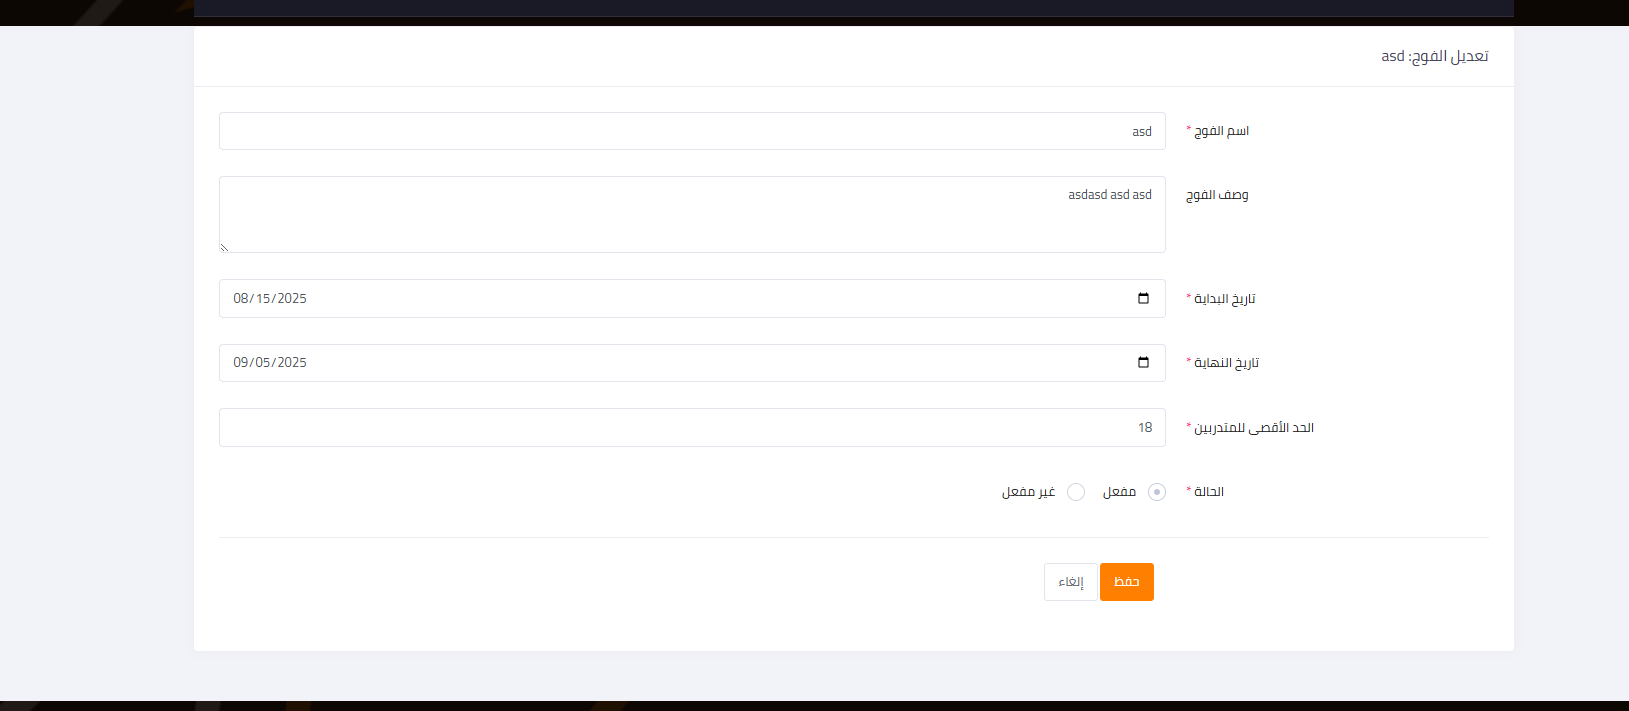 تعديل الفوج: asd
اسم الفوج *
asd
وصف الفوج
asdasd asd asd
تاريخ البداية *
08/15/2025
تاريخ النهاية *
09/05/2025
الحد الأقصى للمتدربين *
18
الحالة *
مفعل غير مفعل
حفظ إلغاء